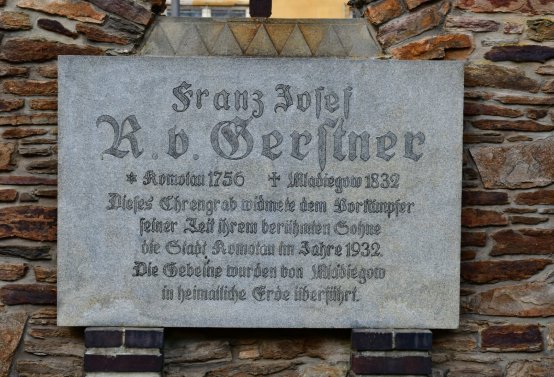 Franz Josef
R. v. Gerstner
* Komotau 1756 ✝ Mladiegow 1832
Dieses Ehrengrab widmete dem Vorkämpfer
seiner Zeit ihrem berühmten Sohne
die Stadt Komotau im Jahre 1932.
Die Gebeine wurden von Mladiegow
in heimatliche Erde überführt.